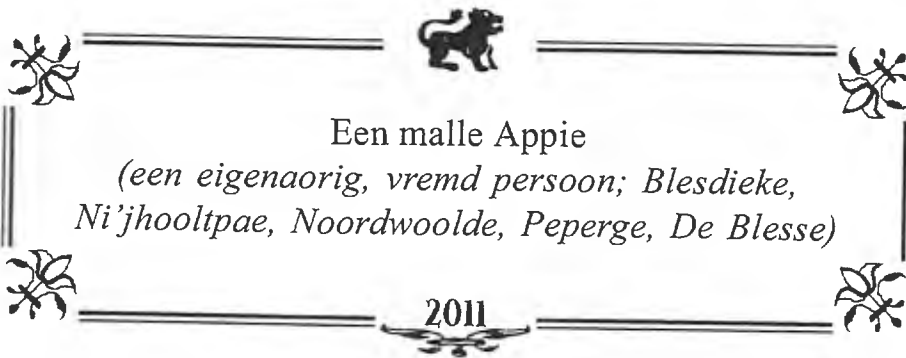 Een malle Appie
(een eigenaorig, vremd persoon; Blesdieke,
Ni'jhooltpae, Noordwoolde, Peperge, De Blesse)
2011